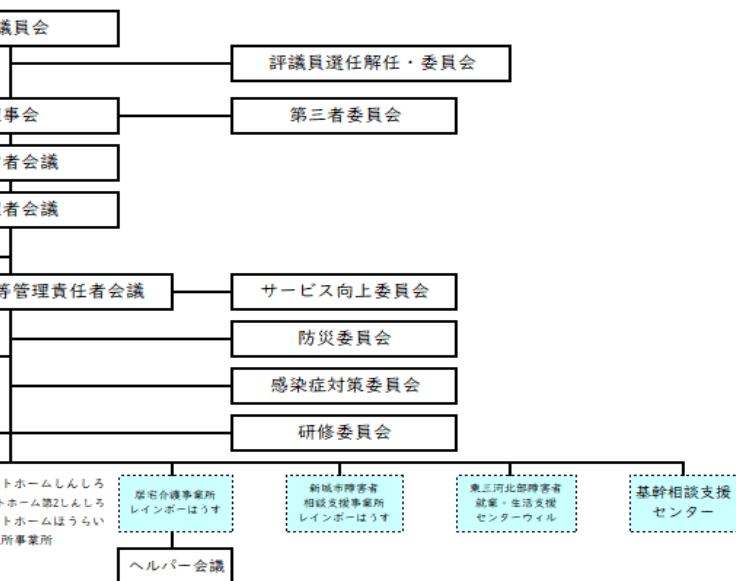 議員会
評議員選任解任・委員会
事会
第三者委員会
者会議
者会議
等管理責任者会議
サービス向上委員会
防災委員会
感染症対策委員会
研修委員会
トホームしんしろ
トホーム第2しんしろ
トホームほうらい
所事業所
居宅介護事業所
レインボーはうす
新城市障害者
相談支援事業所
レインボーはうす
東三河北部障害者
就業・生活支援
センターウィル
基幹相談支援
センター
ヘルパー会議